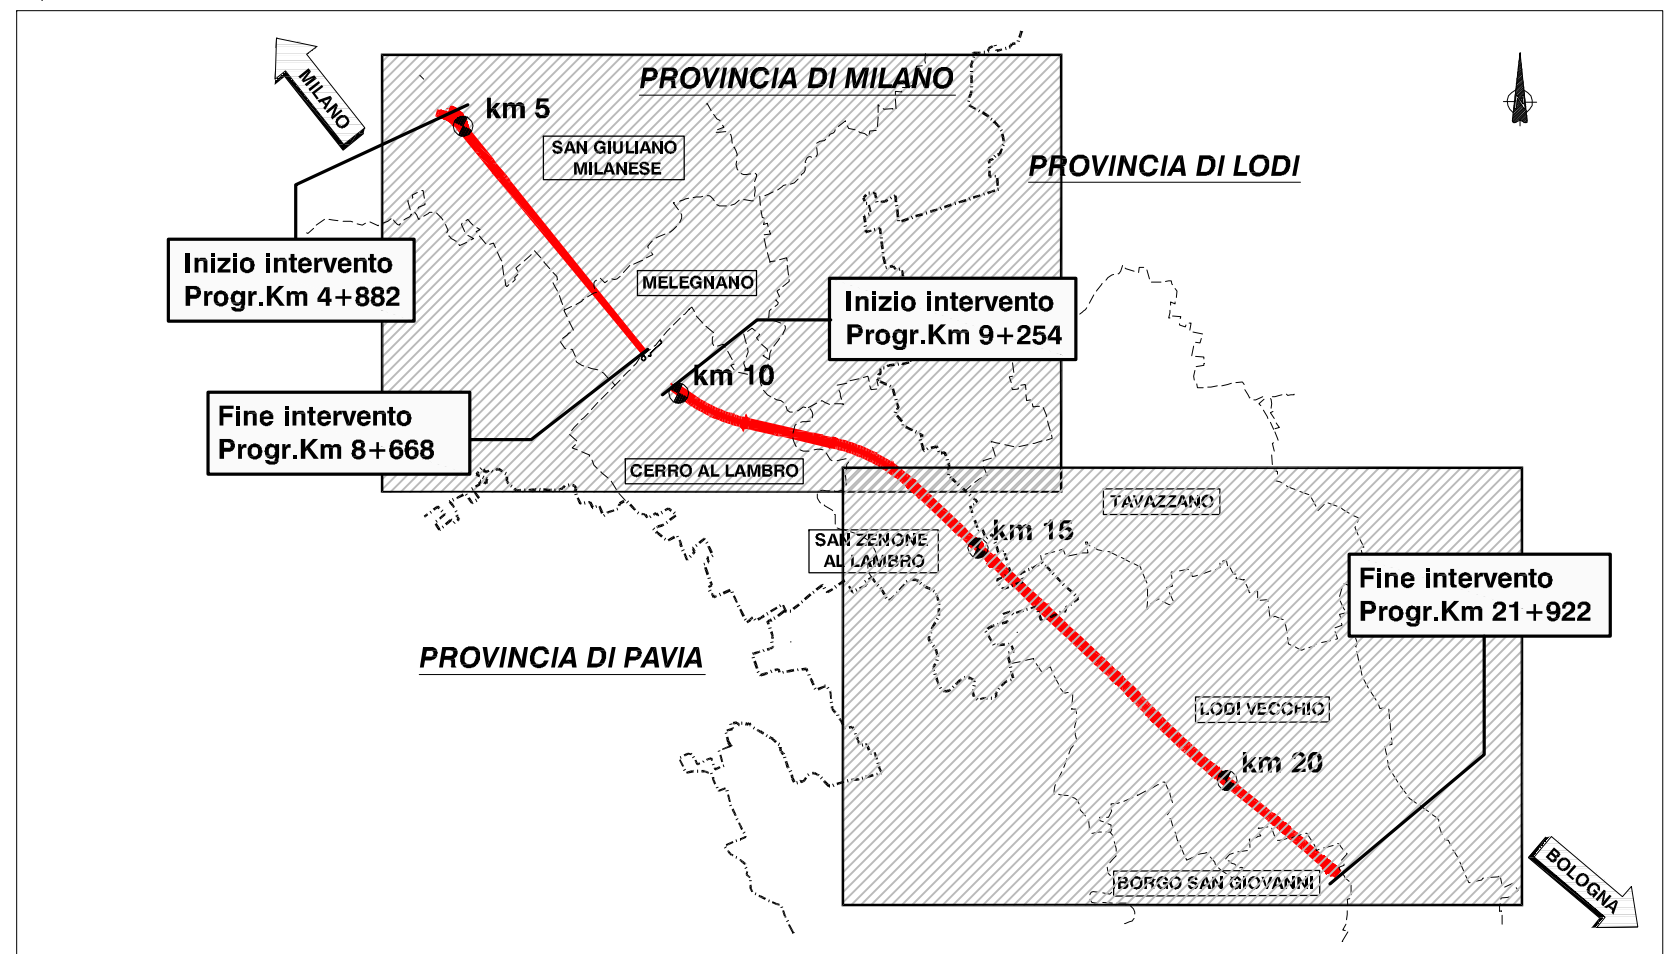 MILANO
PROVINCIA DI MILANO
km 5
SAN GIULIANO
MILANESE
PROVINCIA DI LODI
Inizio intervento
Progr.Km 4+882
MELEGNANO
Inizio intervento
Progr.Km 9+254
km 10
Fine intervento
Progr.Km 8+668
CERRO AL LAMBRO
TAVAZZANO
km 15
SAN ZENONE
AL LAMBRO
Fine intervento
Progr.Km 21+922
PROVINCIA DI PAVIA
LODI VECCHIO
km 20
BORGO SAN GIOVANNI
BOLOGNA